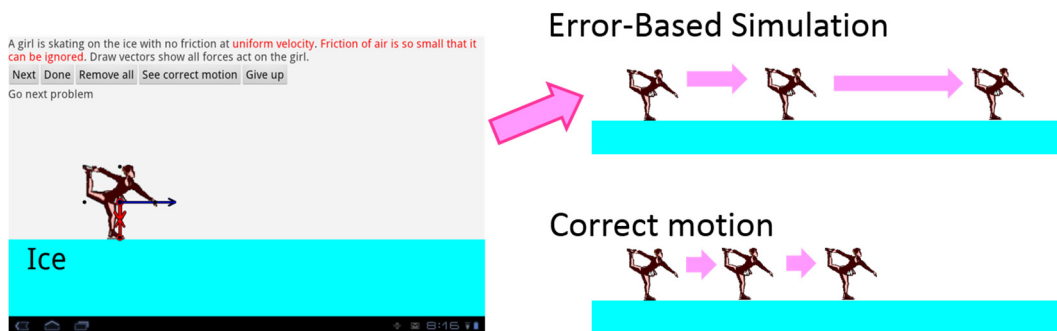 A girl is skating on the ice with no friction at uniform velocity. Friction of air is so small that it
can be ignored. Draw vectors show all forces act on the girl.
Next Done Remove all See correct motion Give up
Go next problem
Ice
8:16
Error-Based Simulation
Correct motion